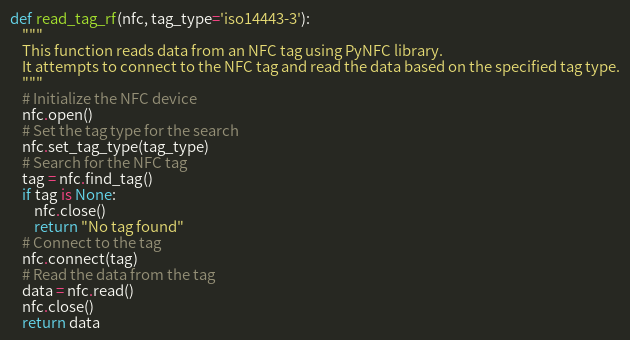 def read_tag_rf(nfc, tag_type='iso14443-3'):
    """
    This function reads data from an NFC tag using PyNFC library.
    It attempts to connect to the NFC tag and read the data based on the specified tag type.
    """
    # Initialize the NFC device
    nfc.open()
    # Set the tag type for the search
    nfc.set_tag_type(tag_type)
    # Search for the NFC tag
    tag = nfc.find_tag()
    if tag is None:
        nfc.close()
        return "No tag found"
    # Connect to the tag
    nfc.connect(tag)
    # Read the data from the tag
    data = nfc.read()
    nfc.close()
    return data